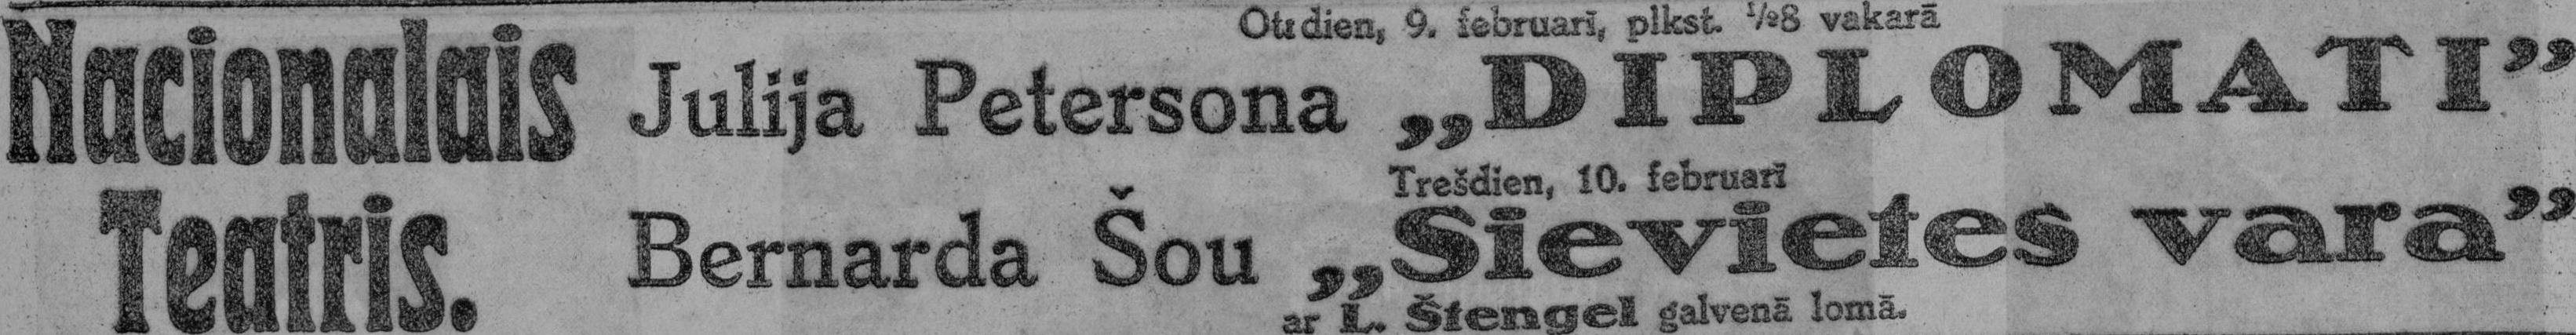 Nacionalais
Teatris.
Otrdien, 9. februarī, plkst. ½8 vakarā
Julija Petersona „DIPLOMATI”
Trešdien, 10. februarī
Bernarda Šou „Sievietes vara”
ar L. Štengel galvenā lomā.